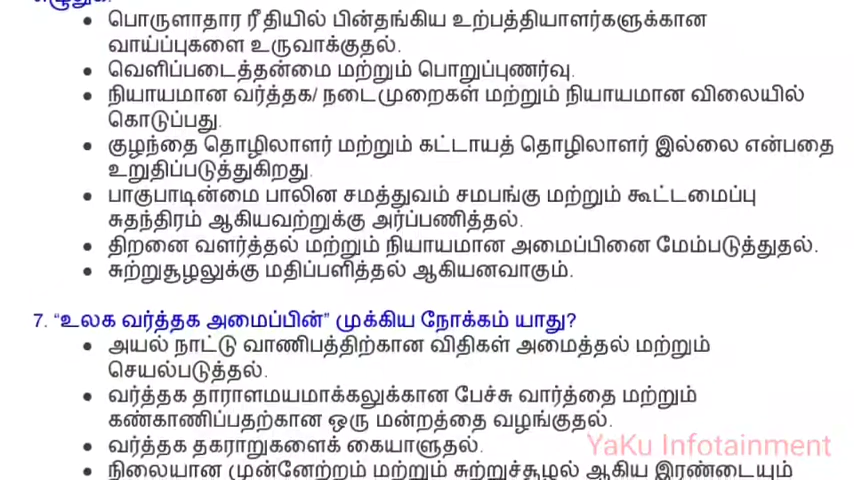 பொருளாதார ரீதியில் பின்தங்கிய உற்பத்தியாளர்களுக்கான
வாய்ப்புகளை உருவாக்குதல்.
வெளிப்படைத்தன்மை மற்றும் பொறுப்புணர்வு.
நியாயமான வர்த்தக/ நடைமுறைகள் மற்றும் நியாயமான விலையில்
கொடுப்பது.
குழந்தை தொழிலாளர் மற்றும் கட்டாயத் தொழிலாளர் இல்லை என்பதை
உறுதிப்படுத்துகிறது.
பாகுபாடின்மை பாலின சமத்துவம் சமபங்கு மற்றும் கூட்டமைப்பு
சுதந்திரம் ஆகியவற்றுக்கு அர்ப்பணித்தல்.
திறனை வளர்த்தல் மற்றும் நியாயமான அமைப்பினை மேம்படுத்துதல்.
சுற்றுசூழலுக்கு மதிப்பளித்தல் ஆகியனவாகும்.
7. “உலக வர்த்தக அமைப்பின்” முக்கிய நோக்கம் யாது?
அயல் நாட்டு வாணிபத்திற்கான விதிகள் அமைத்தல் மற்றும்
செயல்படுத்தல்.
வர்த்தக தாராளமயமாக்கலுக்கான பேச்சு வார்த்தை மற்றும்
கண்காணிப்பதற்கான ஒரு மன்றத்தை வழங்குதல்.
வர்த்தக தகராறுகளைக் கையாளுதல்.
YaKu Infotainment
நிலையான முன்னேற்றம் மற்றும் சுற்றுச்சூழல் ஆகிய இரண்டையும்